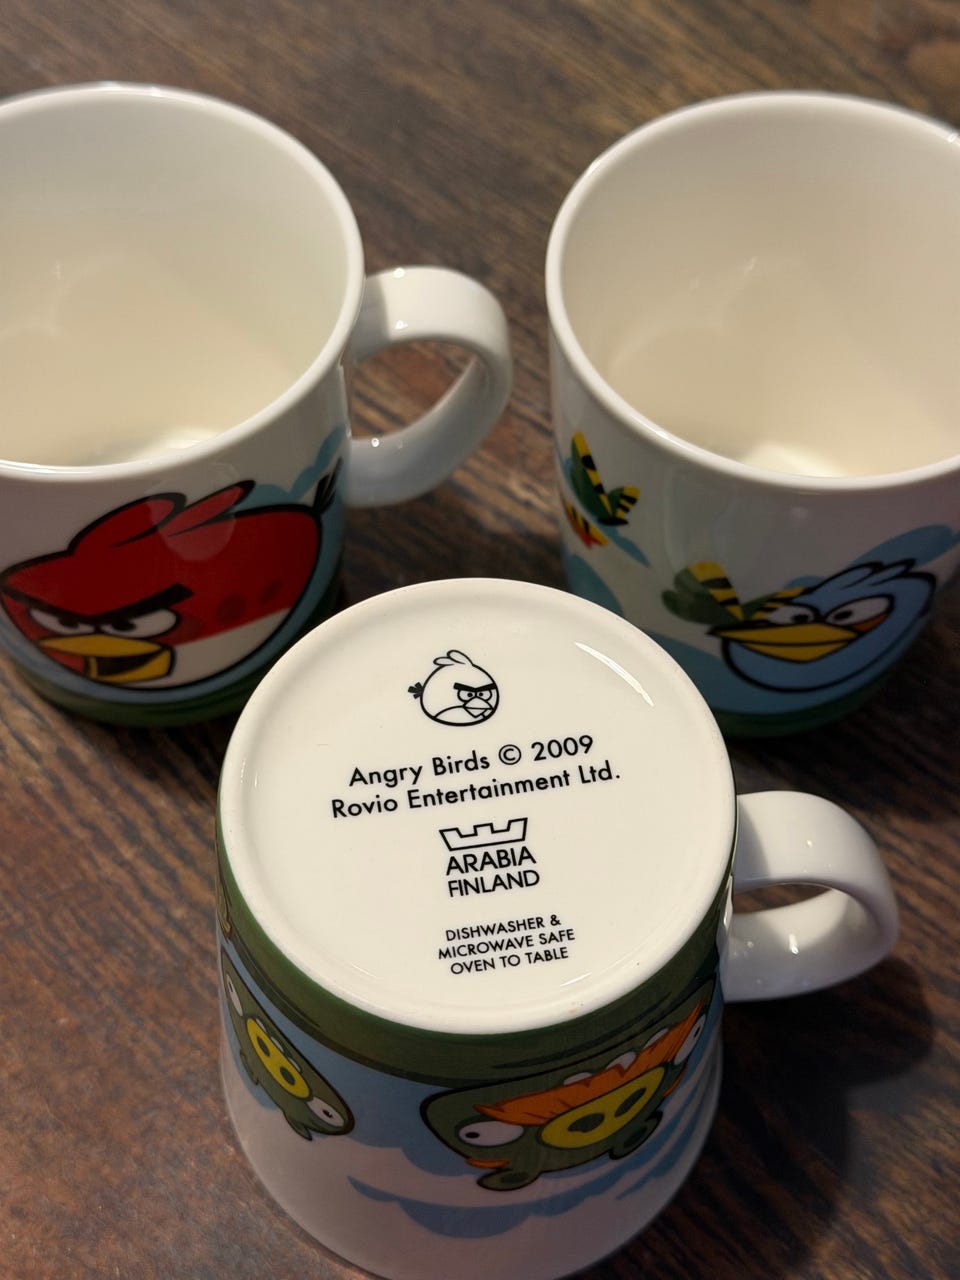 Angry Birds © 2009
Rovio Entertainment Ltd.
ARABIA
FINLAND
DISHWASHER &
MICROWAVE SAFE
OVEN TO TABLE